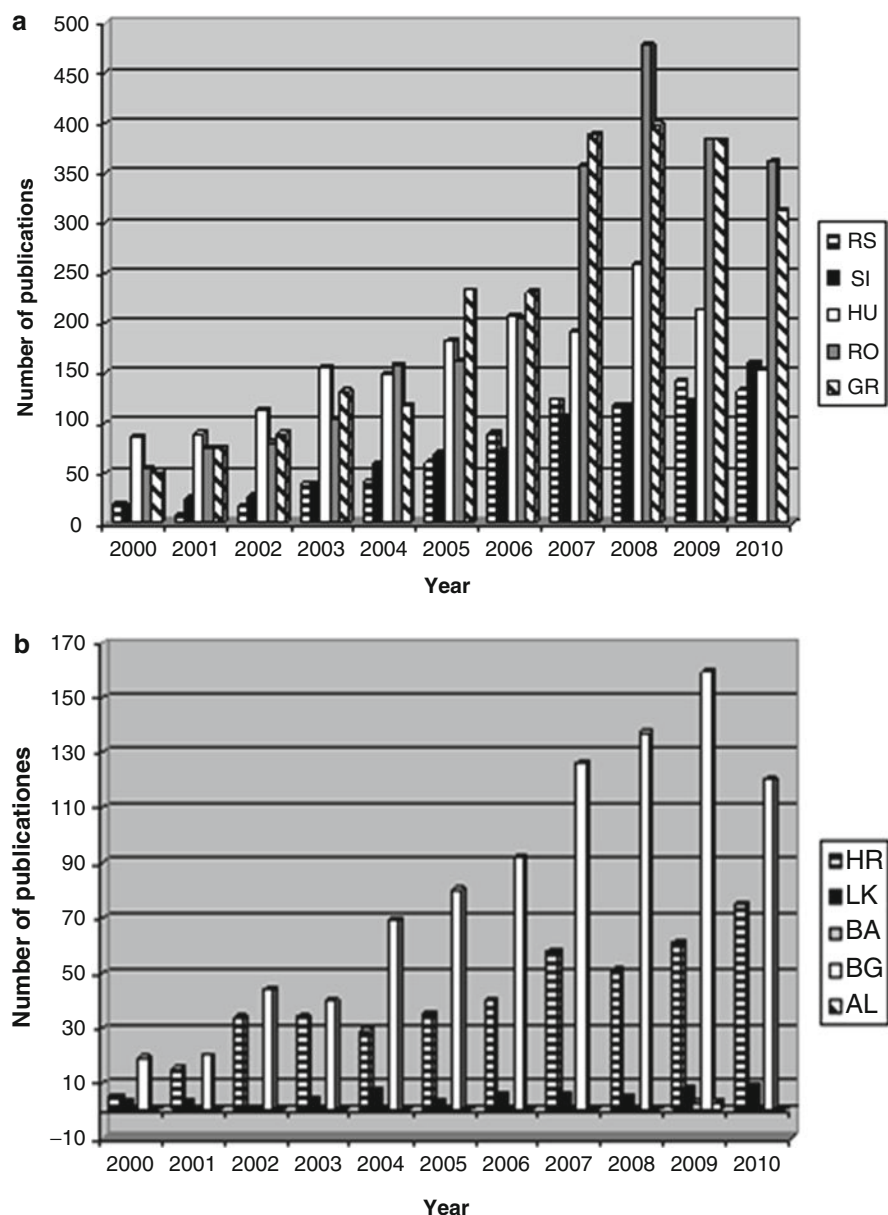 a
500
450
400
350
300
250
200
150
100
50
0
Number of publications
2000 2001 2002 2003 2004 2005 2006 2007 2008 2009 2010
Year
RS
SI
HU
RO
GR
b
170
150
130
110
90
70
50
30
10
−10
Number of publicationes
2000 2001 2002 2003 2004 2005 2006 2007 2008 2009 2010
Year
HR
LK
BA
BG
AL